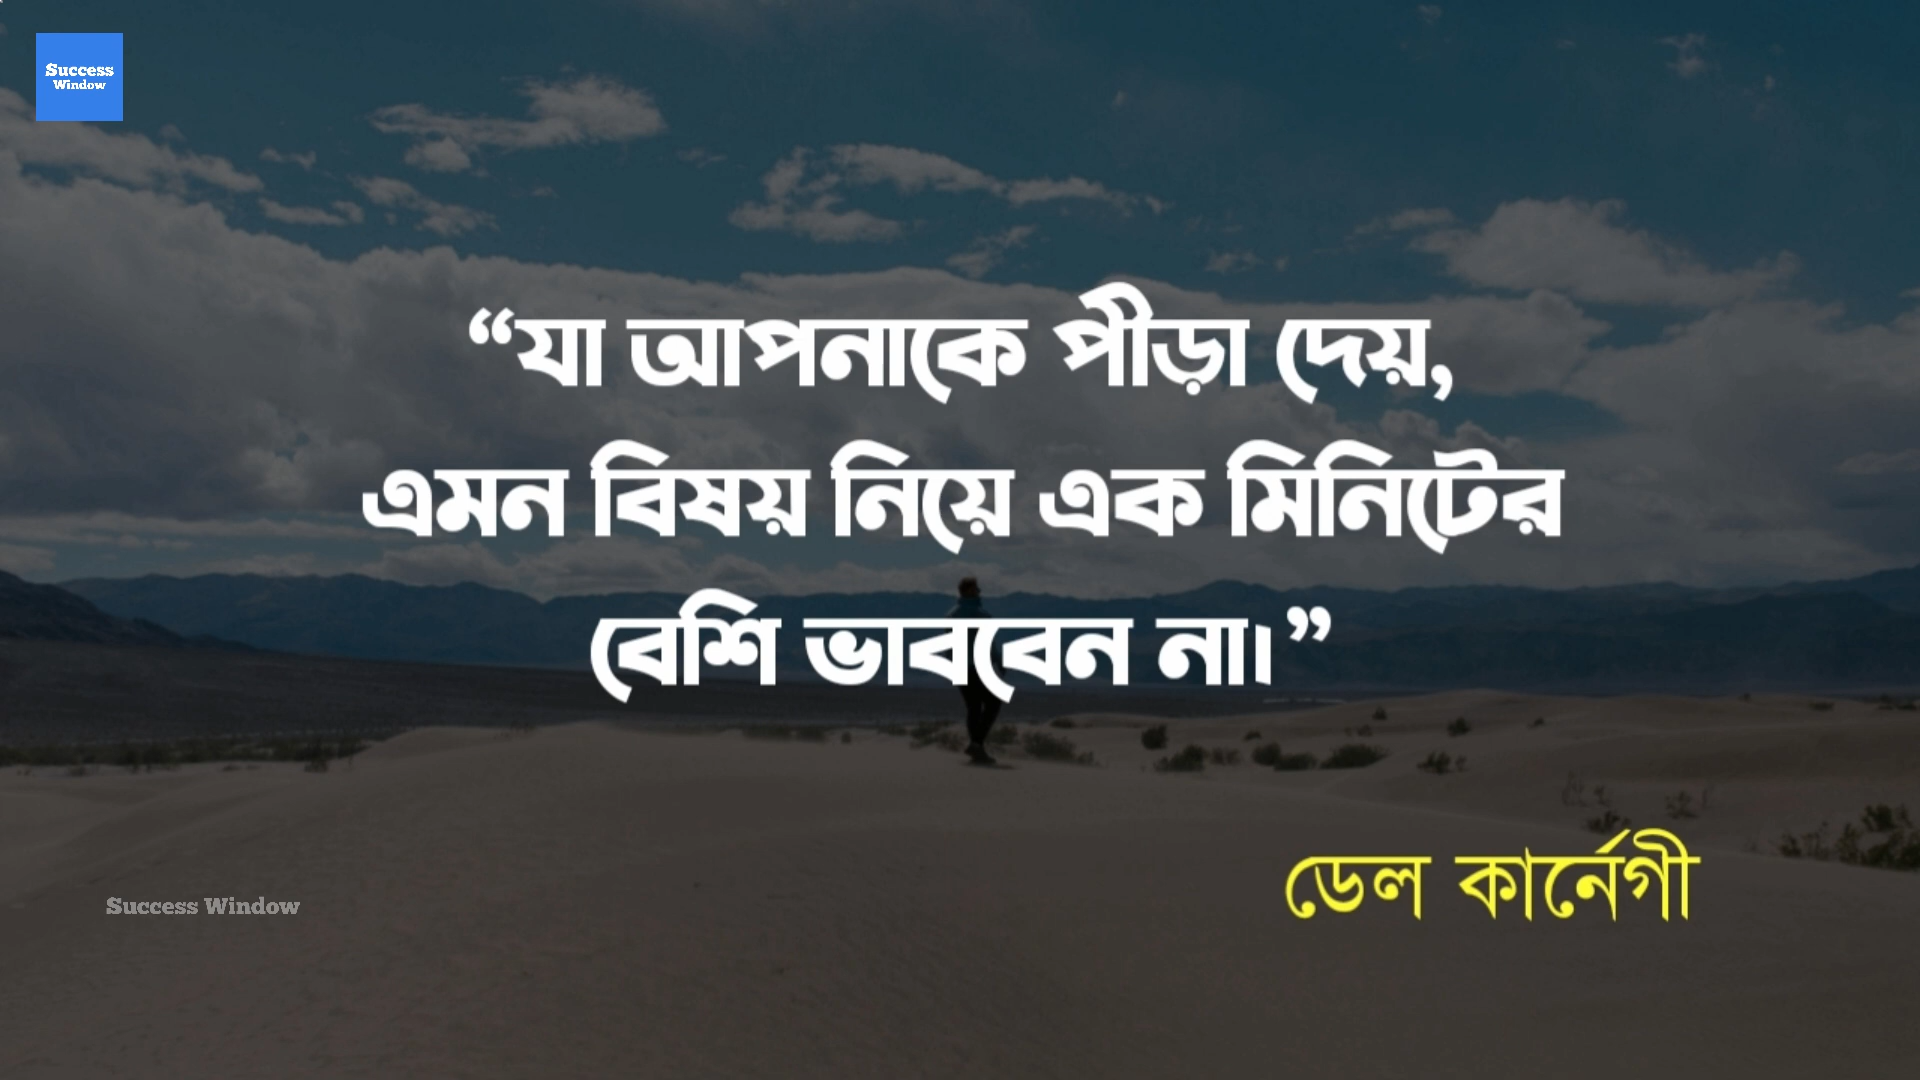 Success
Window
“যা আপনাকে পীড়া দেয়,
এমন বিষয় নিয়ে এক মিনিটের
বেশি ভাববেন না।”
ডেল কার্নেগী
Success Window